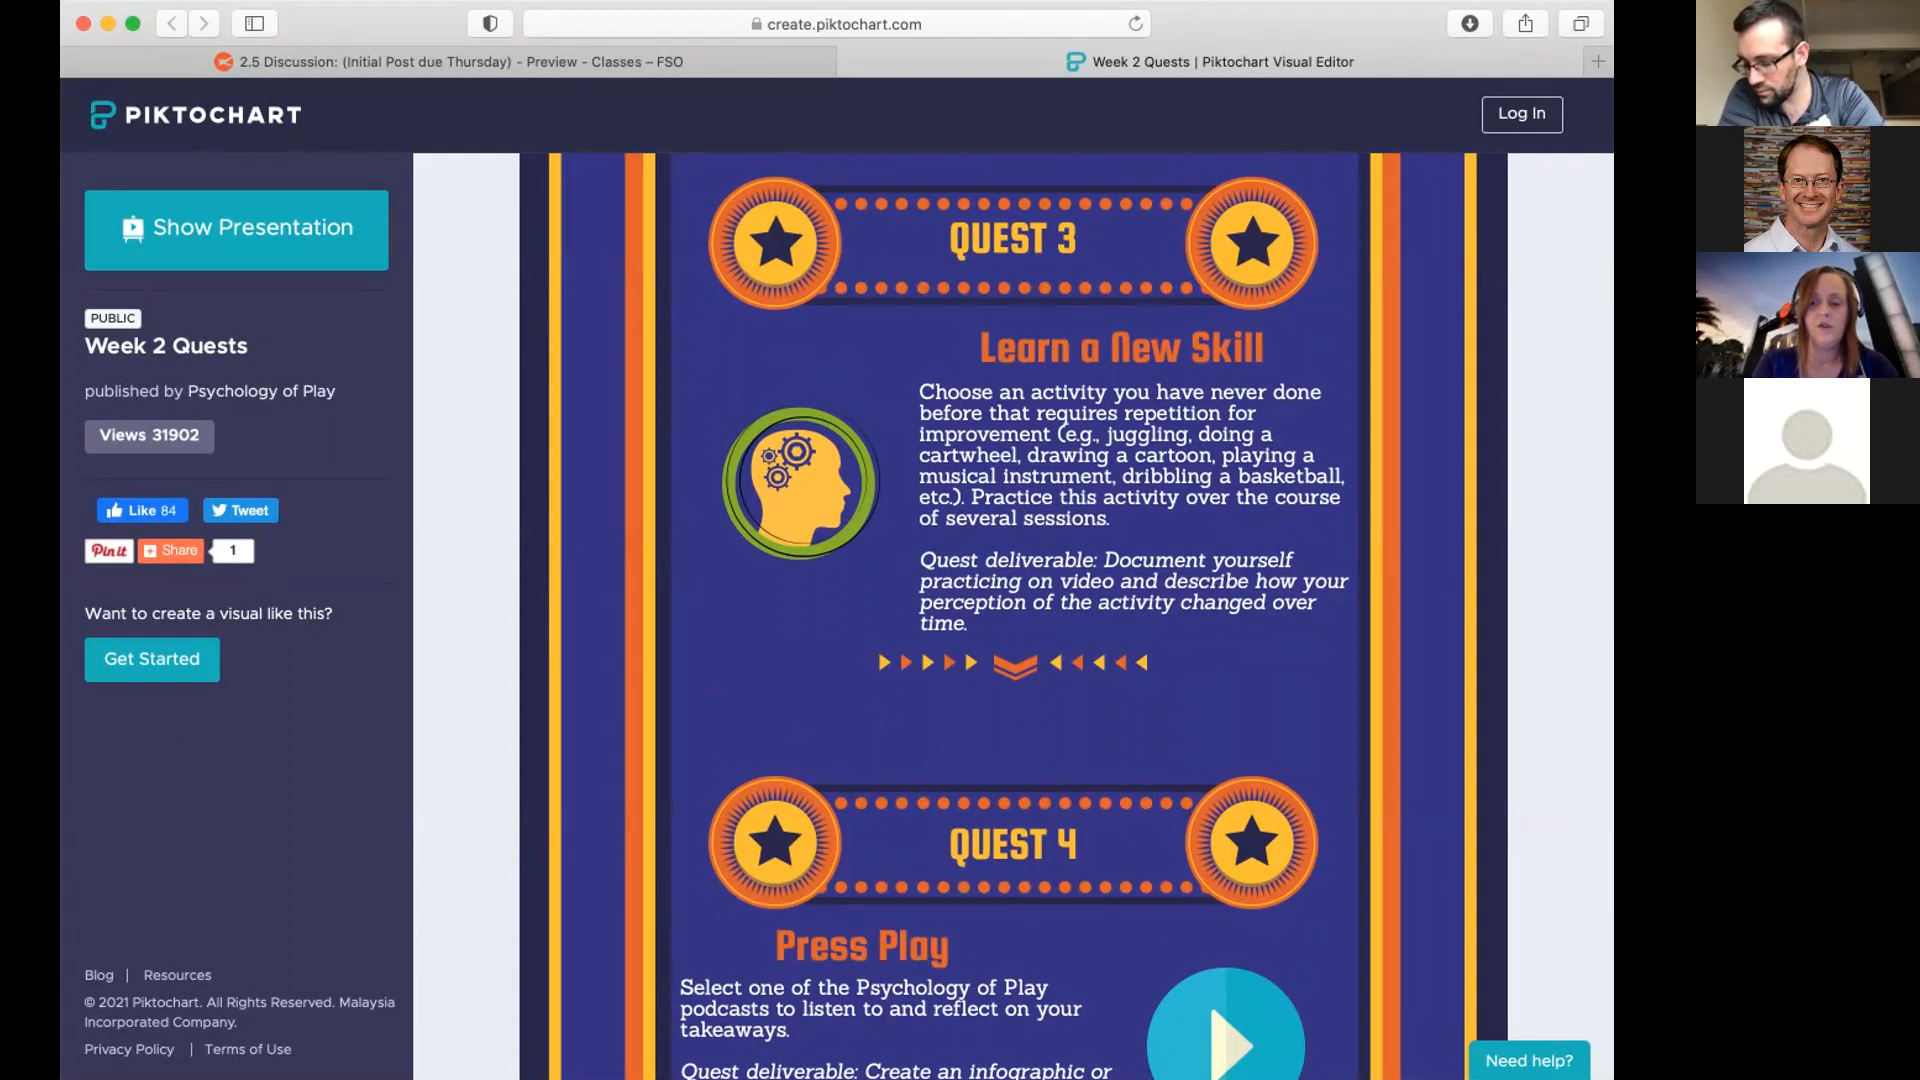 create.piktochart.com
2.5 Discussion: (Initial Post due Thursday) - Preview - Classes – FSO
Week 2 Quests | Piktochart Visual Editor
PIKTOCHART
Log In
Show Presentation
PUBLIC
Week 2 Quests
published by Psychology of Play
Views 31902
Like 84
Tweet
Pin it
Share
1
Want to create a visual like this?
Get Started
Blog | Resources
© 2021 Piktochart. All Rights Reserved. Malaysia
Incorporated Company.
Privacy Policy | Terms of Use
QUEST 3
Learn a New Skill
Choose an activity you have never done
before that requires repetition for
improvement (e.g., juggling, doing a
cartwheel, drawing a cartoon, playing a
musical instrument, dribbling a basketball,
etc.). Practice this activity over the course
of several sessions.
Quest deliverable: Document yourself
practicing on video and describe how your
perception of the activity changed over
time.
QUEST 4
Press Play
Select one of the Psychology of Play
podcasts to listen to and reflect on your
takeaways.
Quest deliverable: Create an infographic or
Need help?